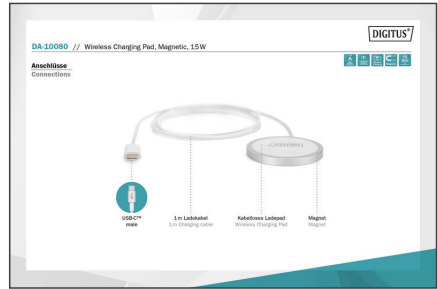 DIGITUS®
DA-10080 // Wireless Charging Pad, Magnetic, 15W
Anschlüsse
Connections
DIGITUS
USB-C™
male
1 m Ladekabel
1 m Charging cable
Kabelloses Ladepad
Wireless Charging Pad
Magnet
Magnet